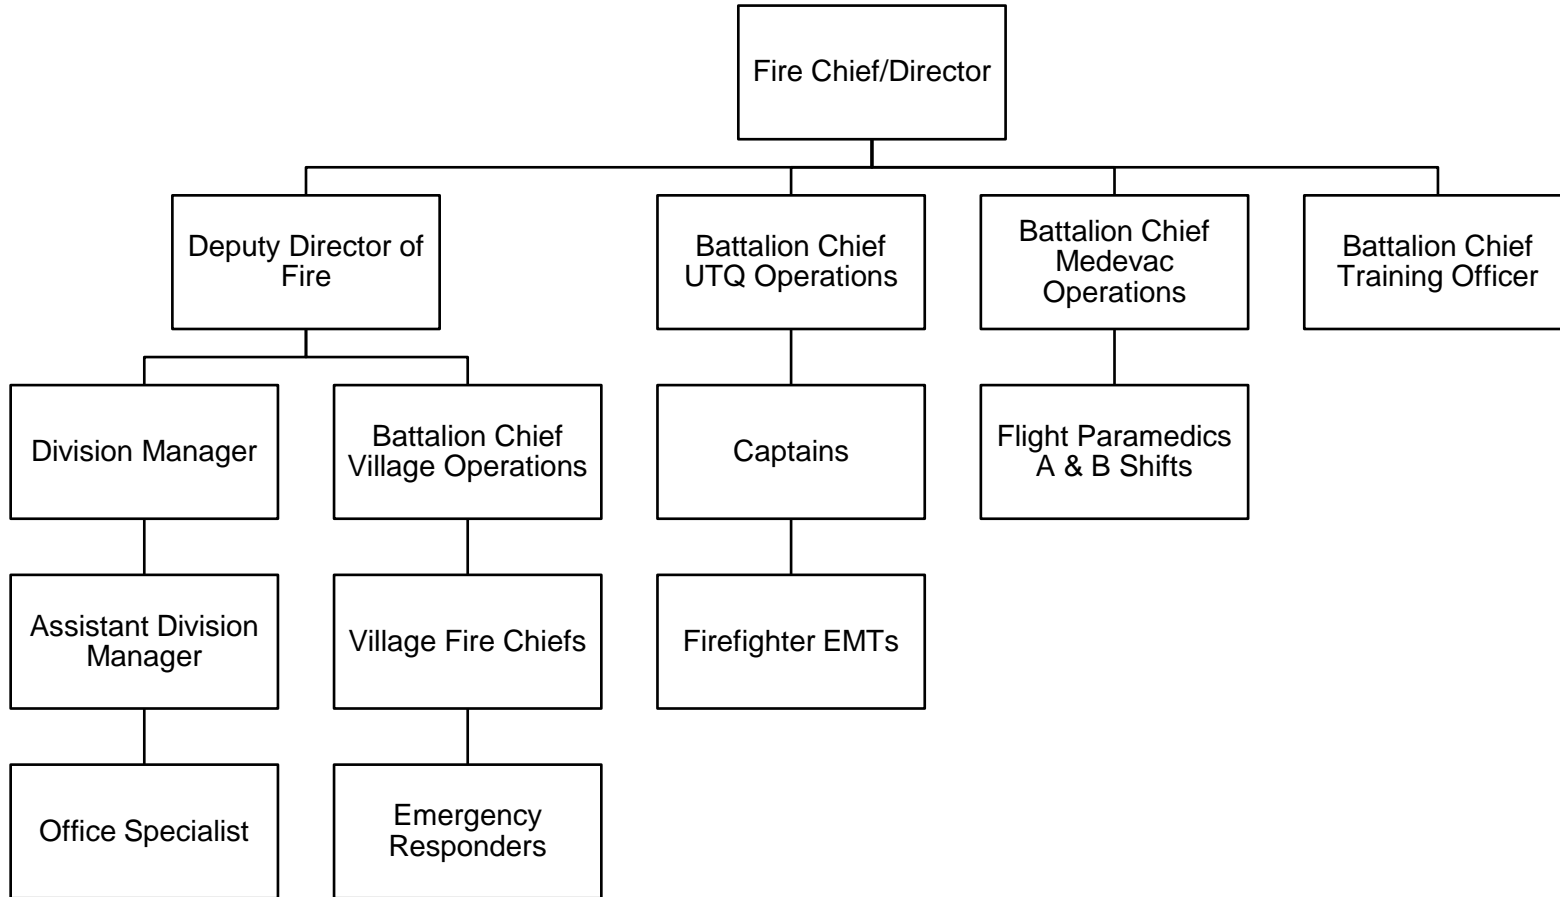 Fire Chief/Director
Deputy Director of
Fire
Battalion Chief
UTQ Operations
Battalion Chief
Medevac
Operations
Battalion Chief
Training Officer
Division Manager
Battalion Chief
Village Operations
Captains
Flight Paramedics
A & B Shifts
Assistant Division
Manager
Village Fire Chiefs
Firefighter EMTs
Office Specialist
Emergency
Responders